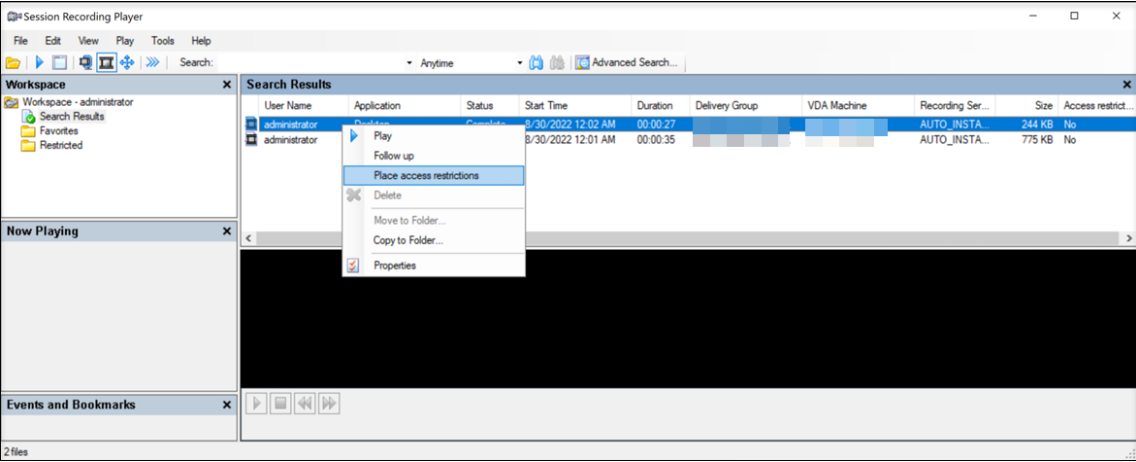 Session Recording Player
File Edit View Play Tools Help
Search: Anytime Advanced Search...
Workspace
Workspace - administrator
Search Results
Favorites
Restricted
Search Results
User Name Application Status Start Time Duration Delivery Group VDA Machine Recording Ser... Size Access restrict...
administrator Desktop Complete 8/30/2022 12:02 AM 00:00:27 AUTO_INSTA... 244 KB No
administrator 8/30/2022 12:01 AM 00:00:35 AUTO_INSTA... 775 KB No
Play
Follow up
Place access restrictions
Delete
Move to Folder...
Copy to Folder...
Properties
Now Playing
Events and Bookmarks
2 files